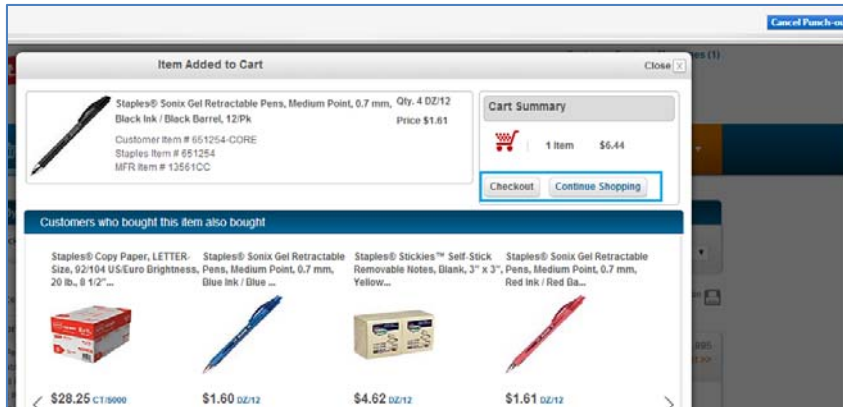 Cancel Punch-ou
Item Added to Cart
Close X
(1)
Staples® Sonix Gel Retractable Pens, Medium Point, 0.7 mm,
Black Ink / Black Barrel, 12/Pk
Qty. 4 DZ/12
Price $1.61
Customer Item # 651254-CORE
Staples Item # 651254
MFR Item # 13561CC
Cart Summary
1 Item $6.44
Checkout Continue Shopping
Customers who bought this item also bought
Staples® Copy Paper, LETTER-
Size, 92/104 US/Euro Brightness,
20 lb., 8 1/2"...
Staples® Sonix Gel Retractable
Pens, Medium Point, 0.7 mm,
Blue Ink / Blue ...
Staples® Stickies™ Self-Stick
Removable Notes, Blank, 3" x 3",
Yellow...
Staples® Sonix Gel Retractable
Pens, Medium Point, 0.7 mm,
Red Ink / Red Ba...
$28.25 CT/5000
$1.60 DZ/12
$4.62 DZ/12
$1.61 DZ/12